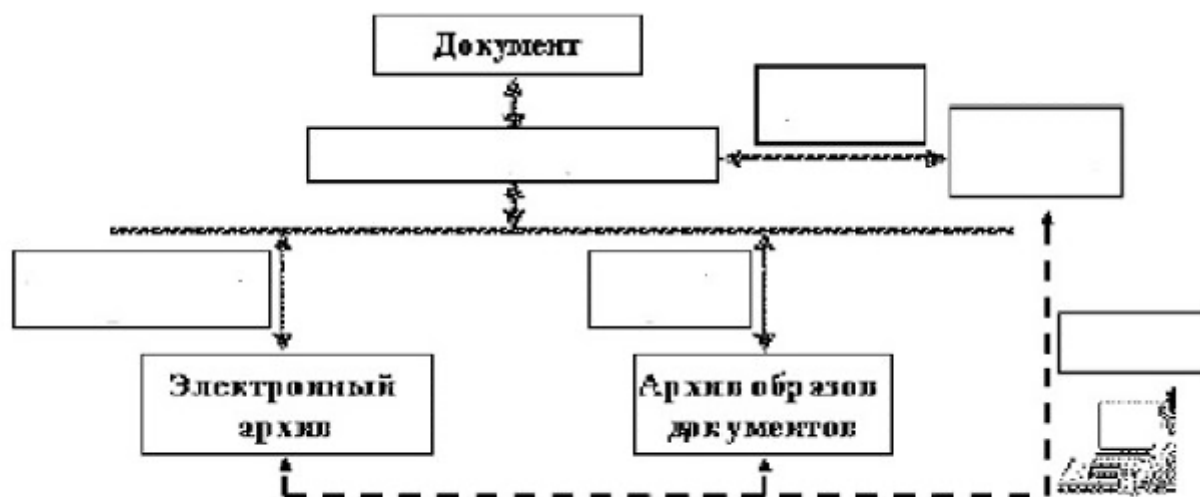 Документ
Электронный
архив
Архив образов
документов